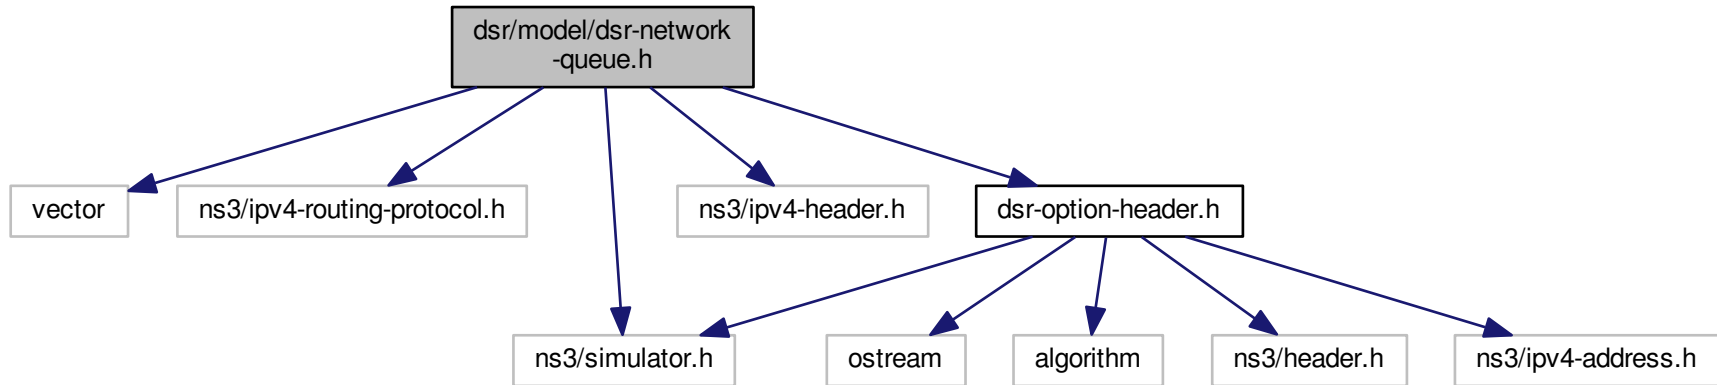 dsr/model/dsr-network
-queue.h
vector
ns3/ipv4-routing-protocol.h
ns3/ipv4-header.h
dsr-option-header.h
ns3/simulator.h
ostream
algorithm
ns3/header.h
ns3/ipv4-address.h